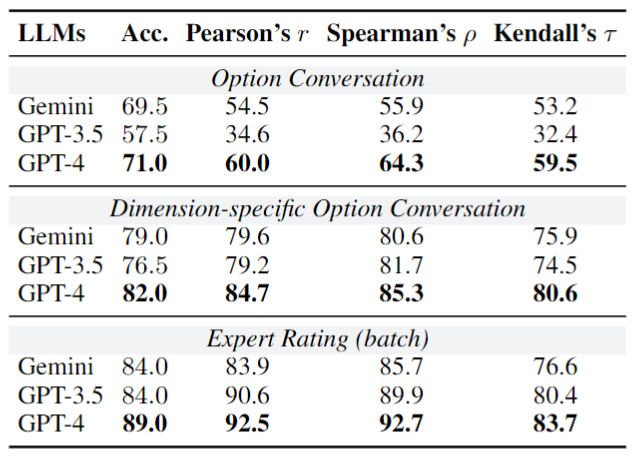 LLMs Acc. Pearson's r Spearman's ρ Kendall's τ
Option Conversation
Gemini 69.5 54.5 55.9 53.2
GPT-3.5 57.5 34.6 36.2 32.4
GPT-4 71.0 60.0 64.3 59.5
Dimension-specific Option Conversation
Gemini 79.0 79.6 80.6 75.9
GPT-3.5 76.5 79.2 81.7 74.5
GPT-4 82.0 84.7 85.3 80.6
Expert Rating (batch)
Gemini 84.0 83.9 85.7 76.6
GPT-3.5 84.0 90.6 89.9 80.4
GPT-4 89.0 92.5 92.7 83.7